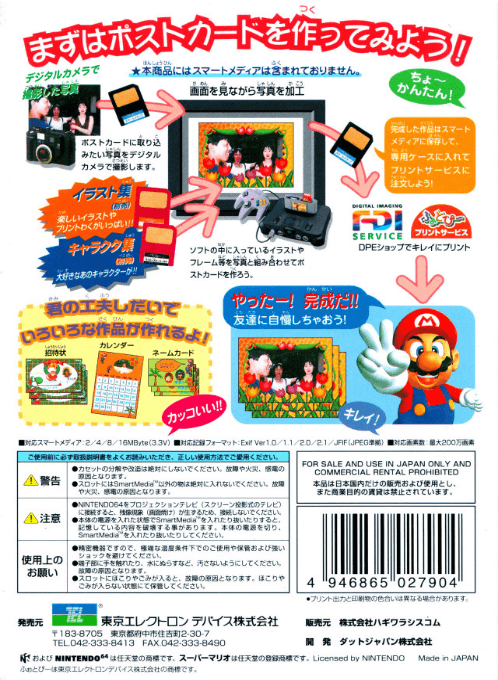 まずはポストカードを作ってみよう!
デジタルカメラで
撮影した写真
★本商品にはスマートメディアは含まれておりません。
画面を見ながら写真を加工
ちょ〜
かんたん!
ポストカードに取り込
みたい写真をデジタル
カメラで撮影します。
完成した作品はスマート
メディアに保存して、
専用ケースに入れて
プリントサービスに
注文しよう!
イラスト集
(別売)
楽しいイラストや
プリントわくがいっぱい!!
キャラクタ集
(別売)
大好きなあのキャラクターが!!
ソフトの中に入っているイラストや
フレーム等を写真と組み合わせてポ
ストカードを作ろう。
DIGITAL IMAGING
FDI
SERVICE
プリントサービス
DPEショップでキレイにプリント
君の工夫しだいで
いろいろな作品が作れるよ!
招待状
カレンダー
ネームカード
カッコいい!!
やったー! 完成だ!!
友達に自慢しちゃおう!
キレイ!
■対応スマートメディア:2/4/8/16MByte(3.3V) ■対応記録フォーマット:Exif Ver1.0/1.1/2.0/2.1/JFIF(JPEG準拠) ■対応画素数:最大200万画素
ご使用前に必ず取扱説明書をよくお読みいただき、正しい使用方法でご愛用ください。
警告
●カセットの分解や改造は絶対にしないでください。故障や火災、感電の
原因となります。
●スロットにはSmartMedia™以外の物は絶対に入れないでください。故障
や火災、感電の原因となります。
注意
●NINTENDO64をプロジェクションテレビ(スクリーン投影式のテレビ)
に接続すると、残像現象(画面焼け)が生ずるため、接続しないでください。
●本体の電源を入れた状態でSmartMedia™を入れたり抜いたりすると、
記憶している内容を破壊する事があります。本体の電源を切り、
SmartMedia™を入れたり抜いたりしてください。
使用上の
お願い
●精密機器ですので、極端な温度条件下でのご使用や保管および強い
ショックを避けてください。
●端子部に手を触れたり、水にぬらすなど、汚さないようにしてください。
故障の原因となります。
●スロットにほこりやごみが入ると、故障の原因となります。ほこりや
ごみが入らない状態にて保管ください。
FOR SALE AND USE IN JAPAN ONLY AND
COMMERCIAL RENTAL PROHIBITED
本品は日本国内だけの販売および使用とし、
また商業目的の賃貸は禁止されています。
4 946865 027904
●プリント出力と印刷物の色合いは異なる場合があります。
発売元
東京エレクトロン デバイス株式会社
〒183-8705 東京都府中市住吉町2-30-7
TEL.042-333-8413 FAX.042-333-8490
販売元 株式会社ハギワラシスコム
開発 ダットジャパン株式会社
および NINTENDO64 は任天堂の商標です。スーパーマリオは任天堂の登録商標です。Licensed by NINTENDO Made in JAPAN
ふぉとぴーは東京エレクトロンデバイス株式会社の商標です。